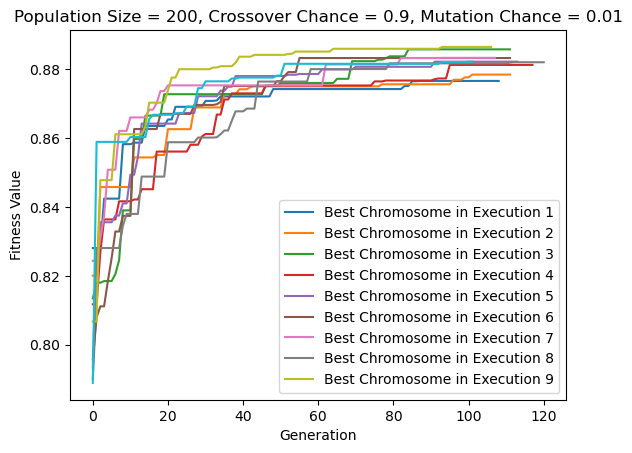 Population Size = 200, Crossover Chance = 0.9, Mutation Chance = 0.01
Fitness Value
0.88
0.86
0.84
0.82
0.80
Best Chromosome in Execution 1
Best Chromosome in Execution 2
Best Chromosome in Execution 3
Best Chromosome in Execution 4
Best Chromosome in Execution 5
Best Chromosome in Execution 6
Best Chromosome in Execution 7
Best Chromosome in Execution 8
Best Chromosome in Execution 9
0 20 40 60 80 100 120
Generation